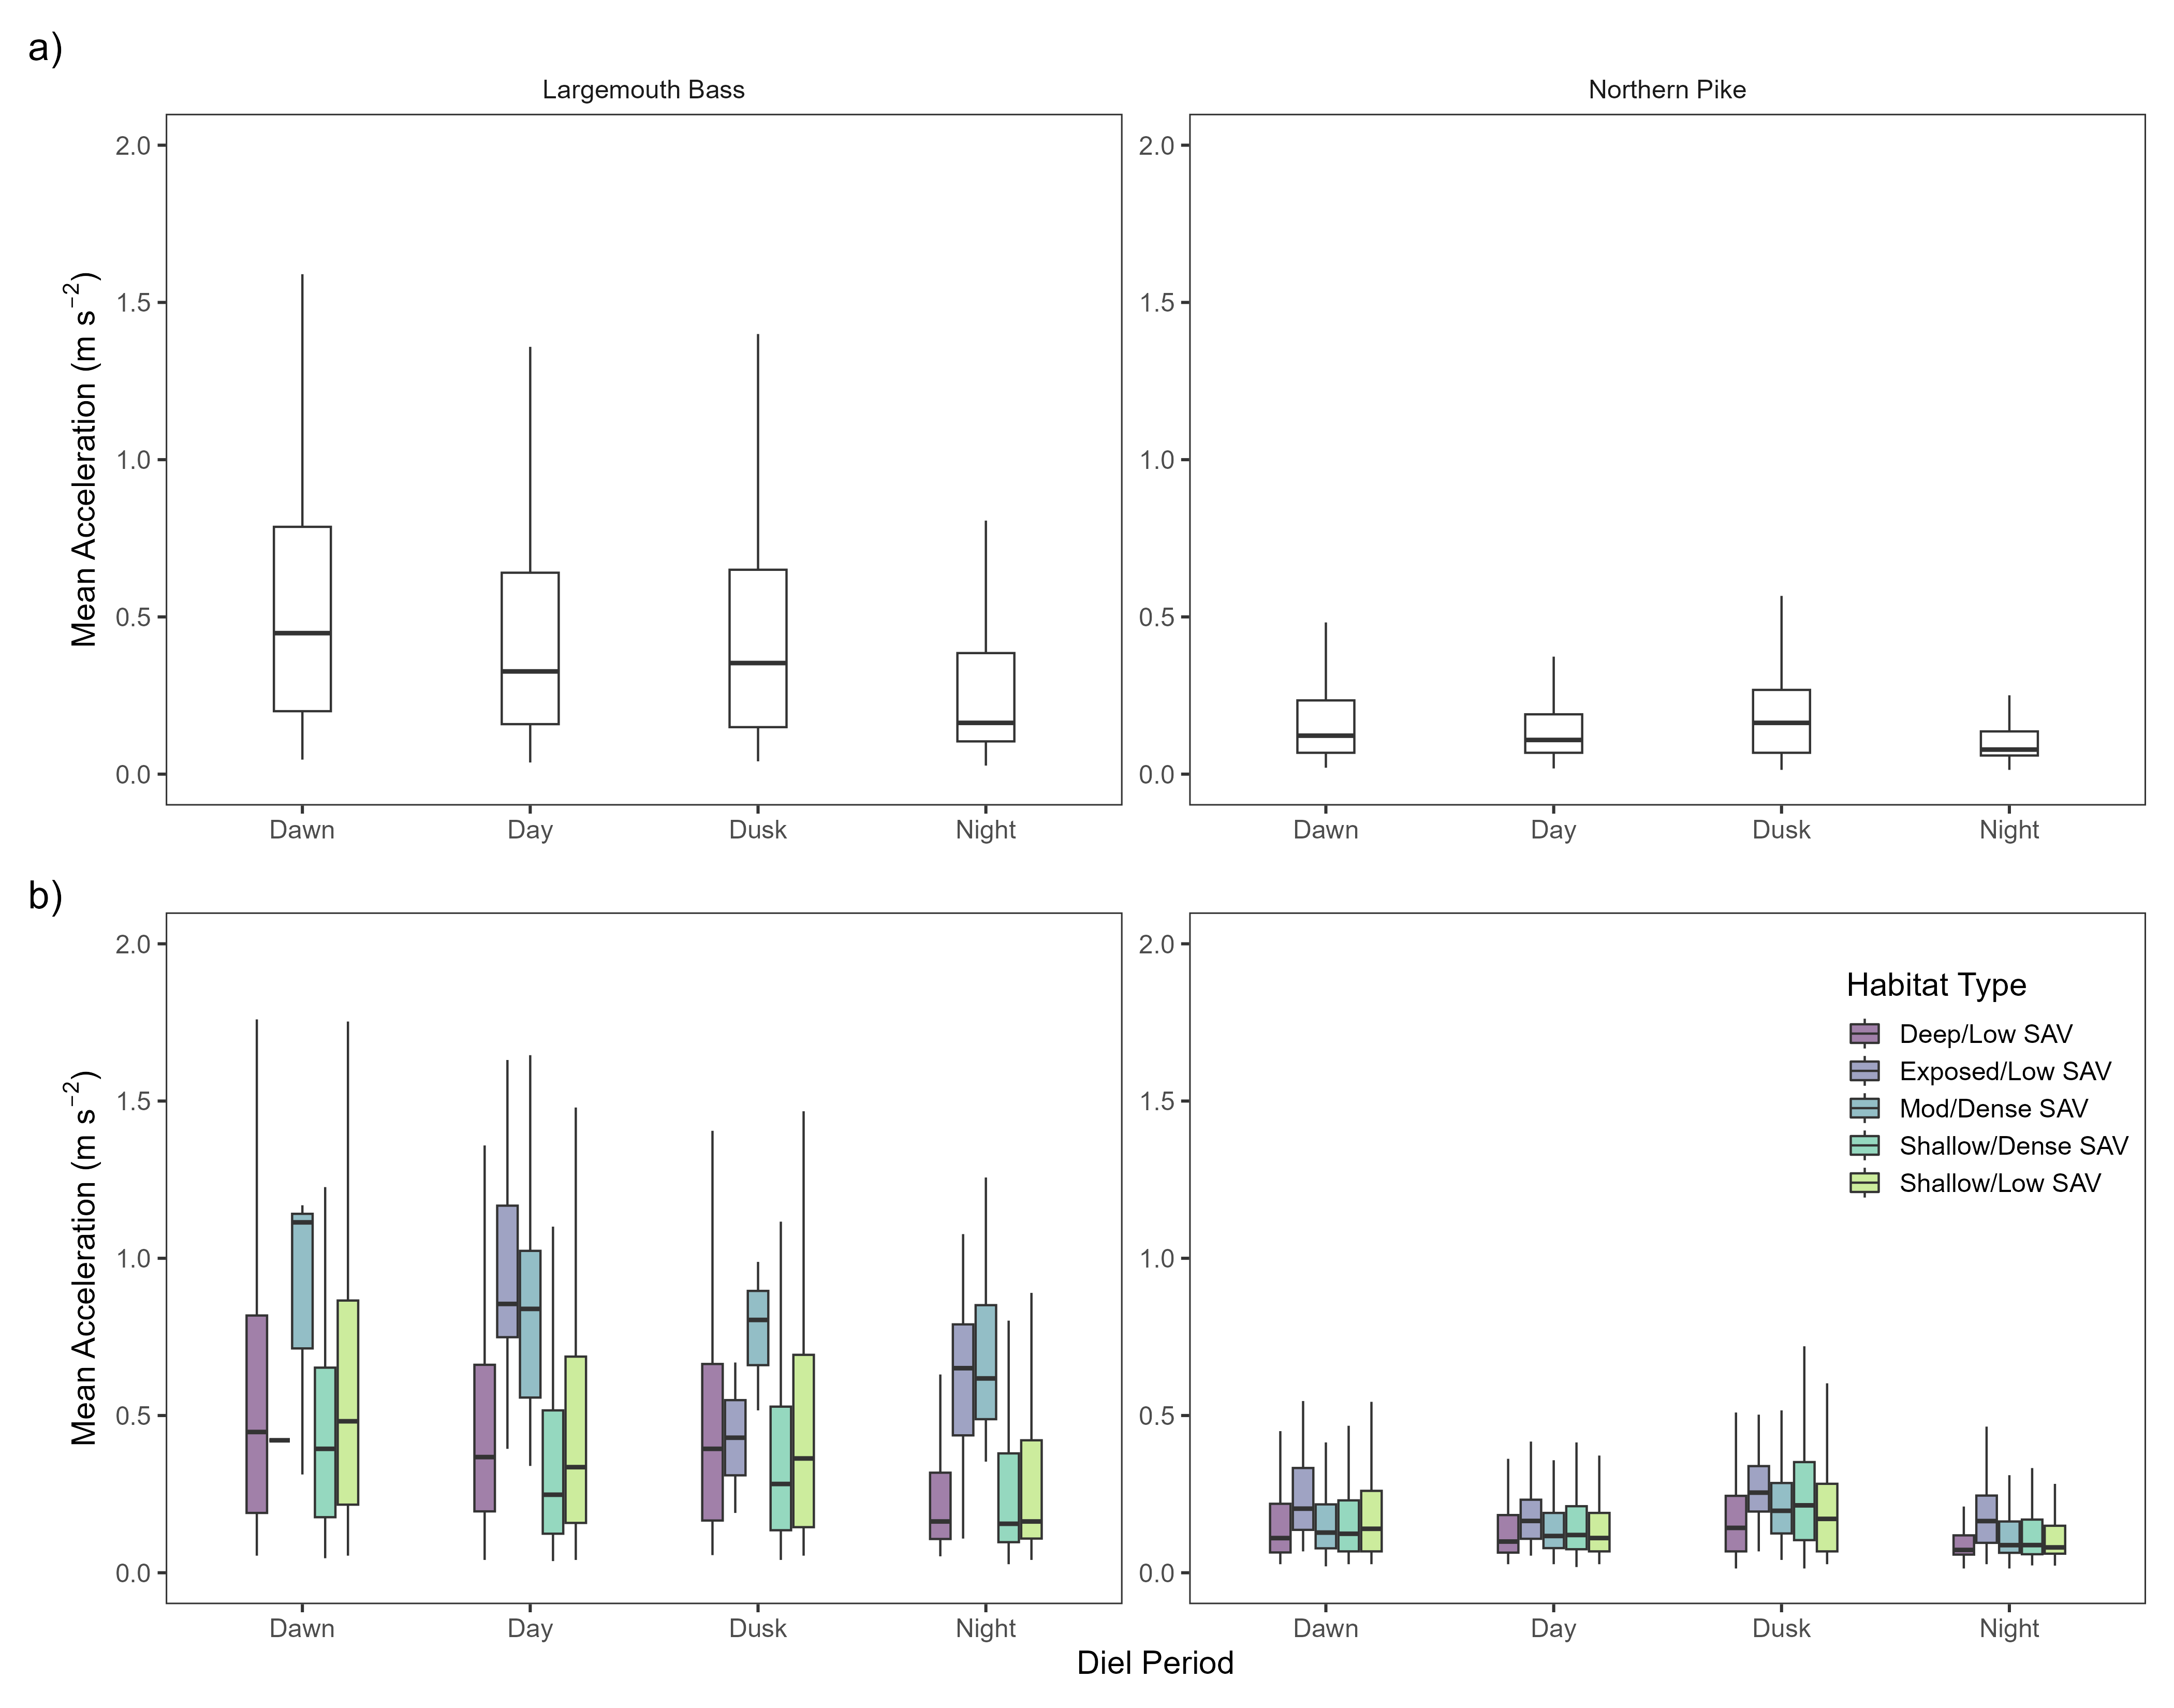 a)
Largemouth Bass
Northern Pike
Mean Acceleration (m s⁻²)
2.0
1.5
1.0
0.5
0.0
Dawn Day Dusk Night
2.0
1.5
1.0
0.5
0.0
Dawn Day Dusk Night
b)
Mean Acceleration (m s⁻²)
2.0
1.5
1.0
0.5
0.0
Dawn Day Dusk Night
2.0
1.5
1.0
0.5
0.0
Habitat Type
Deep/Low SAV
Exposed/Low SAV
Mod/Dense SAV
Shallow/Dense SAV
Shallow/Low SAV
Dawn Day Dusk Night
Diel Period